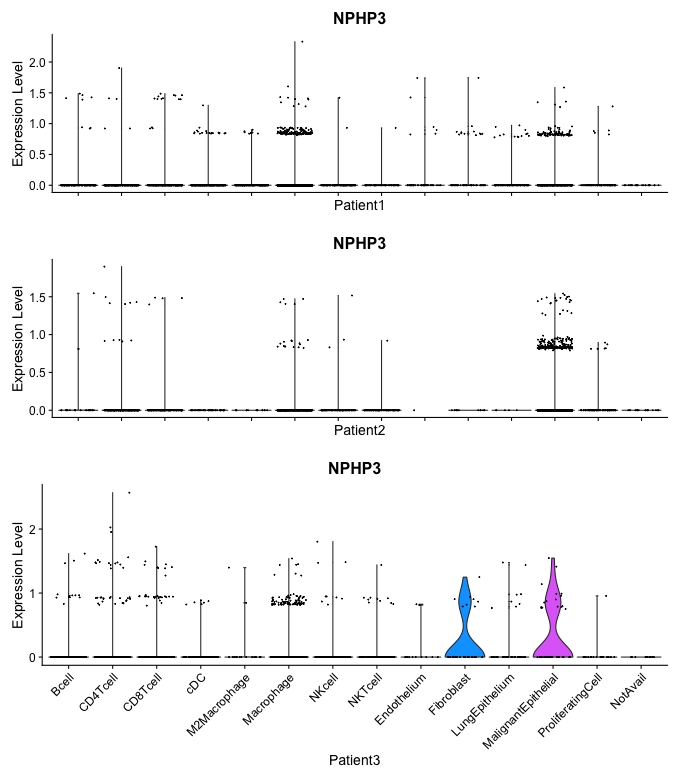 NPHP3
Expression Level
2.0
1.5
1.0
0.5
0.0
Patient1
NPHP3
Expression Level
1.5
1.0
0.5
0.0
Patient2
NPHP3
Expression Level
2
1
0
Bcell
CD4Tcell
CD8Tcell
cDC
M2Macrophage
Macrophage
NKcell
NKTcell
Endothelium
Fibroblast
LungEpithelium
MalignantEpithelial
ProliferatingCell
NotAvail
Patient3